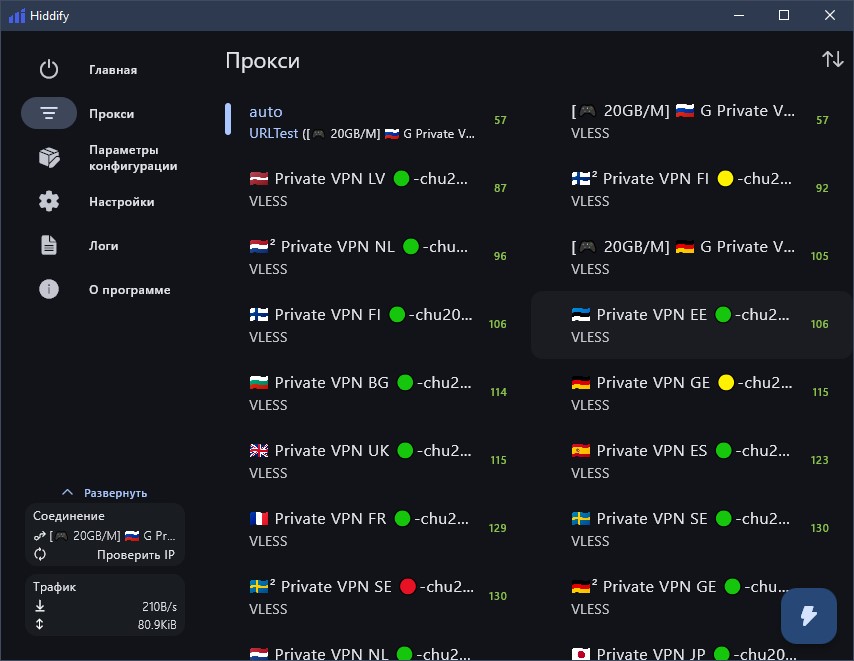 Hiddify
Главная
Прокси
Параметры
конфигурации
Настройки
Логи
О программе
Развернуть
Соединение
[🎮 20GB/M] 🇷🇺 G Pr...
Проверить IP
Трафик
210B/s
80.9KiB
Прокси
auto
URLTest ([🎮 20GB/M] 🇷🇺 G Private V...
57
[🎮 20GB/M] 🇷🇺 G Private V...
VLESS
57
🇱🇻 Private VPN LV 🟢 -chu2...
VLESS
87
🇫🇮² Private VPN FI 🟡 -chu2...
VLESS
92
🇳🇱² Private VPN NL 🟢 -chu...
VLESS
96
[🎮 20GB/M] 🇩🇪 G Private V...
VLESS
105
🇫🇮 Private VPN FI 🟢 -chu20...
VLESS
106
🇪🇪 Private VPN EE 🟢 -chu2...
VLESS
106
🇧🇬 Private VPN BG 🟢 -chu2...
VLESS
114
🇩🇪 Private VPN GE 🟡 -chu2...
VLESS
115
🇬🇧 Private VPN UK 🟢 -chu2...
VLESS
115
🇪🇸 Private VPN ES 🟢 -chu2...
VLESS
123
🇫🇷 Private VPN FR 🟢 -chu2...
VLESS
129
🇸🇪 Private VPN SE 🟢 -chu2...
VLESS
130
🇸🇪² Private VPN SE 🔴 -chu2...
VLESS
130
🇩🇪² Private VPN GE 🟢 -chu...
VLESS
🇳🇱 Private VPN NL 🟢 -chu2...
🇯🇵 Private VPN JP 🟢 -chu20...